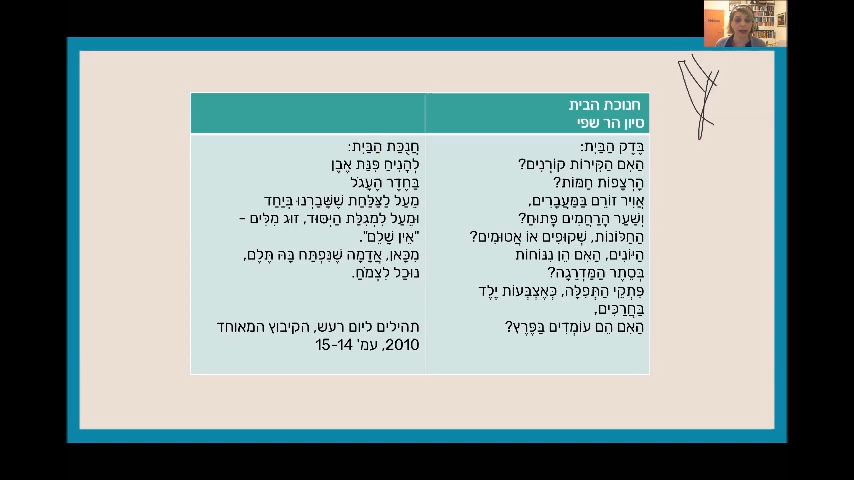 חנוכת הבית
סיון הר שפי
בֶּדֶק הַבַּיִת:
הַאִם הַקִּירוֹת קוֹרְנִים?
הָרְצָפוֹת חַמּוֹת?
אֲוִיר זוֹרֵם בַּמַּעֲבָרִים,
וְשַׁעַר הָרַחֲמִים פָּתוּחַ?
הַחַלּוֹנוֹת, שְׁקוּפִים אוֹ אֲטוּמִים?
הַיּוֹנִים, הַאִם הֵן נִגּוֹזוֹת
בְּסֵתֶר הַמַּדְרֵגָה?
פִּתְקֵי הַתְּפִלָּה, כְּאֶצְבְּעוֹת יֶלֶד
בַּחֲרַכִּים,
הַאִם הֵם עוֹמְדִים בַּפֶּרֶץ?
חֲנֻכַּת הַבַּיִת:
לְהָנִיחַ פִּנַּת אֶבֶן
בַּחֶדֶר הֶעָגֹל
מֵעַל לַצַּלַּחַת שֶׁשָּׁבַרְנוּ בְּיַחַד
וּמֵעַל לִמְגִלַּת הַיְּסוֹד, זוּג מִלִּים -
"אֵין שָׁלֵם".
מִכָּאן, אֲדָמָה שֶׁנִּפְתַּח בָּהּ תֶּלֶם,
נוּכַל לִצְמֹחַ.
תהילים ליום רעש, הקיבוץ המאוחד
2010, עמ' 15-14